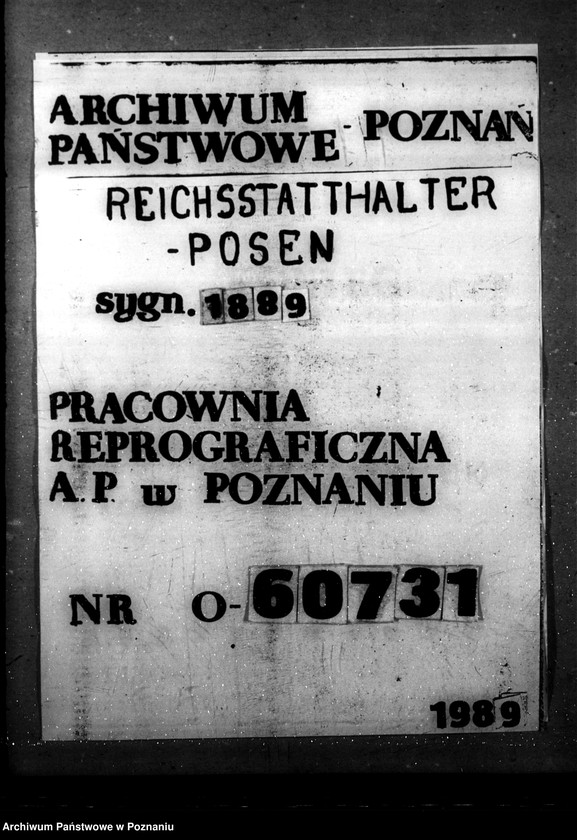 ARCHIWUM
PAŃSTWOWE - POZNAŃ
REICHSSTATTHALTER
-POSEN
sygn. 1889
PRACOWNIA
REPROGRAFICZNA
A.P. w POZNANIU
NR O-60731
1989
Archiwum Państwowe w Poznaniu